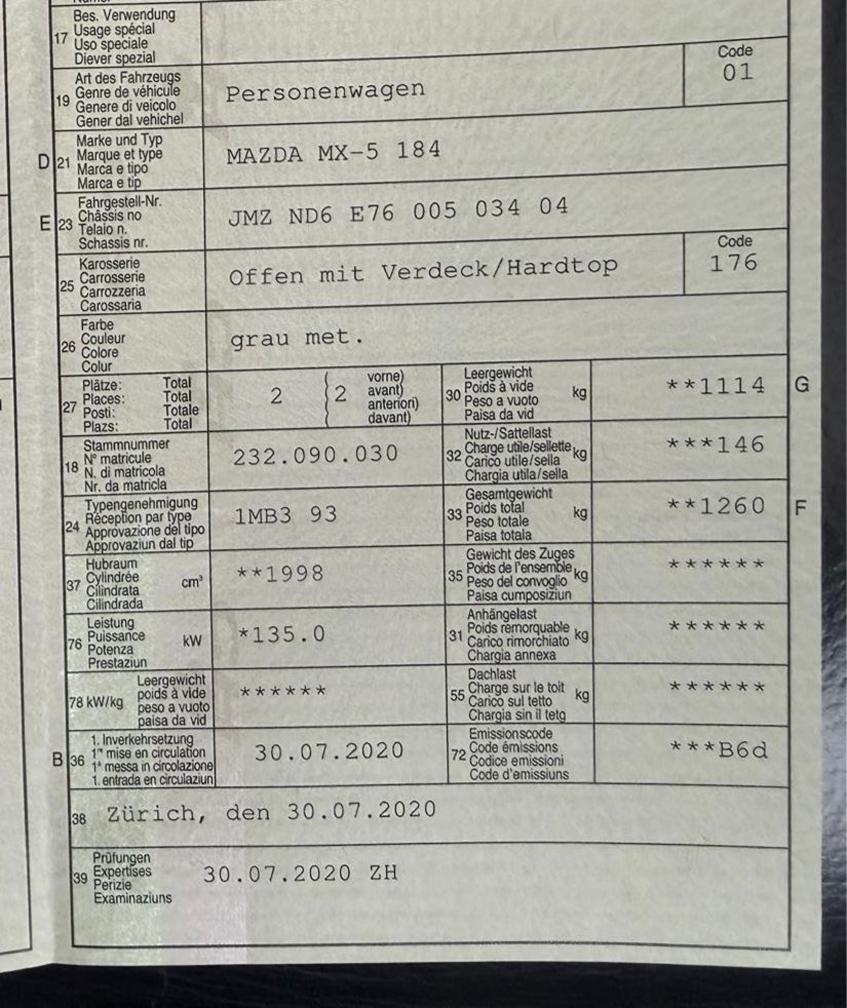 Bes. Verwendung
17 Usage spécial
Uso speciale
Diever spezial
Art des Fahrzeugs
19 Genre de véhicule
Genere di veicolo
Gener dal vehichel
Personenwagen
Code
01
Marke und Typ
D 21 Marque et type
Marca e tipo
Marca e tip
MAZDA MX-5 184
Fahrgestell-Nr.
E 23 Châssis no
Telaio n.
Schassis nr.
JMZ ND6 E76 005 034 04
Karosserie
25 Carrosserie
Carrozzeria
Carossaria
Offen mit Verdeck/Hardtop
Code
176
Farbe
26 Couleur
Colore
Colur
grau met.
Plätze: Total
27 Places: Total
Posti: Totale
Plazs: Total
2 (2 vorne)
avant)
anteriori)
davant)
Leergewicht
30 Poids à vide kg
Peso a vuoto
Paisa da vid
**1114 G
Stammnummer
18 N° matricule
N. di matricola
Nr. da matricla
232.090.030
Nutz-/Sattellast
32 Charge utile/sellette kg
Carico utile/sella
Chargia utila/sella
***146
Typengenehmigung
24 Réception par type
Approvazione del tipo
Approvaziun dal tip
1MB3 93
Gesamtgewicht
33 Poids total kg
Peso totale
Paisa totala
**1260 F
Hubraum
37 Cylindrée cm³
Cilindrata
Cilindrada
**1998
Gewicht des Zuges
35 Poids de l'ensemble kg
Peso del convoglio
Paisa cumposiziun
******
Leistung
76 Puissance kW
Potenza
Prestaziun
*135.0
Anhängelast
31 Poids remorquable kg
Carico rimorchiato
Chargia annexa
******
Leergewicht
78 kW/kg poids à vide
peso a vuoto
paisa da vid
******
Dachlast
55 Charge sur le toit kg
Carico sul tetto
Chargia sin il tetg
******
1. Inverkehrsetzung
B 36 1re mise en circulation
1a messa in circolazione
1. entrada en circulaziun
30.07.2020
Emissionscode
72 Code émissions
Codice emissioni
Code d'emissiuns
***B6d
38 Zürich, den 30.07.2020
Prüfungen
39 Expertises
Perizie
Examinaziuns
30.07.2020 ZH